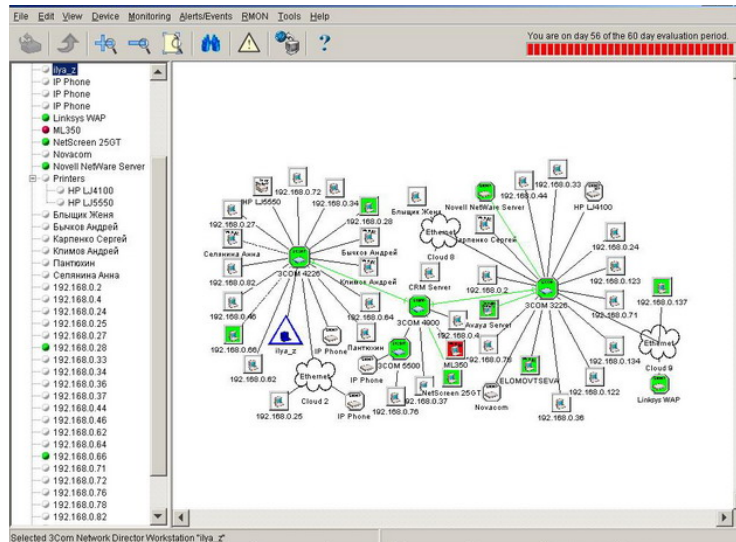 File Edit View Device Monitoring Alerts/Events RMON Tools Help
You are on day 56 of the 60 day evaluation period.
ilya_z
IP Phone
IP Phone
IP Phone
Linksys WAP
ML350
NetScreen 25GT
Novacom
Novell NetWare Server
Printers
HP LJ4100
HP LJ5550
Блыщик Женя
Бычков Андрей
Карпенко Сергей
Климов Андрей
Пантюхин
Селянина Анна
192.168.0.2
192.168.0.4
192.168.0.24
192.168.0.25
192.168.0.27
192.168.0.28
192.168.0.33
192.168.0.34
192.168.0.36
192.168.0.37
192.168.0.44
192.168.0.46
192.168.0.62
192.168.0.64
192.168.0.66
192.168.0.71
192.168.0.72
192.168.0.76
192.168.0.78
192.168.0.82
HP LJ5550
192.168.0.72
192.168.0.34
192.168.0.28
192.168.0.27
Селянина Анна
3COM 4226
Бычков Андрей
Климов Андрей
192.168.0.82
192.168.0.46
192.168.0.64
192.168.0.66
ilya_z
IP Phone
Пантюхин
192.168.0.62
Ethernet
Cloud 2
192.168.0.25
IP Phone
Блыщик Женя
Ethernet
Cloud 8
CRM Server
3COM 4900
3COM 5500
IP Phone
192.168.0.76
192.168.0.37
ML350
NetScreen 25GT
192.168.0.4
Avaya Server
192.168.0.2
Карпенко Сергей
Novell NetWare Server
192.168.0.44
192.168.0.33
HP LJ4100
192.168.0.24
192.168.0.123
3COM 3226
192.168.0.71
192.168.0.137
Ethernet
Cloud 9
Linksys WAP
192.168.0.134
192.168.0.122
192.168.0.36
ELOMOVTSEVA
Novacom
192.168.0.78
Selected 3Com Network Director Workstation "ilya_z"